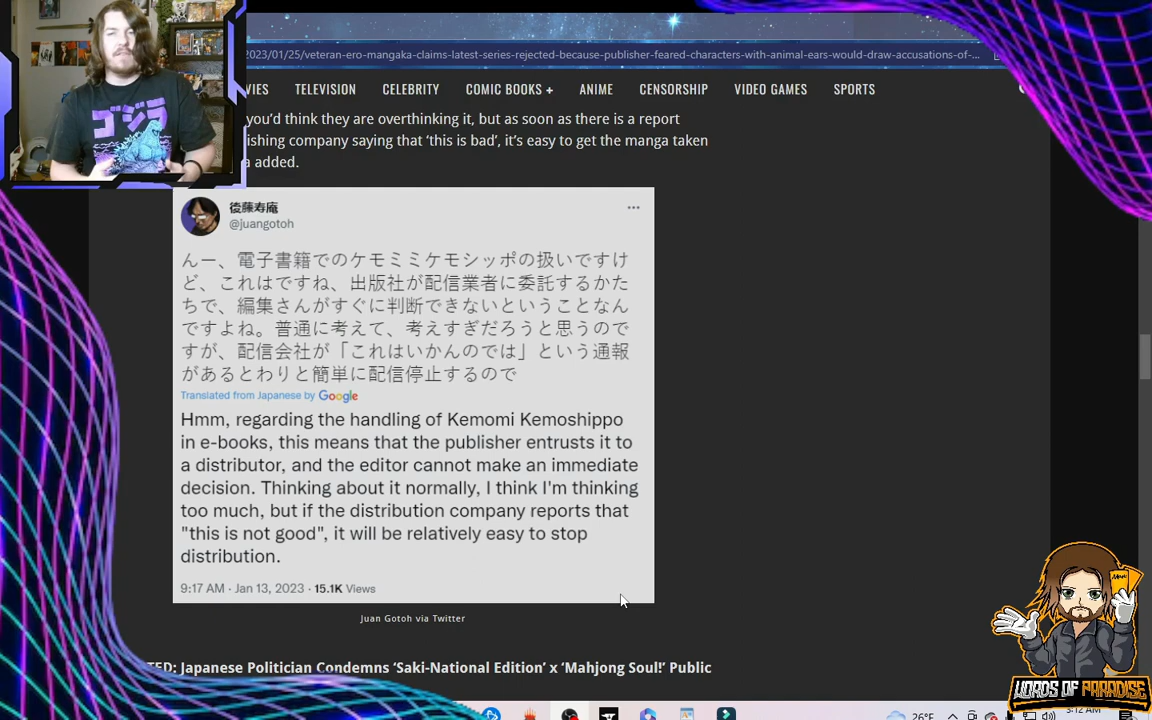 ゴジラ
2023/01/25/veteran-ero-mangaka-claims-latest-series-rejected-because-publisher-feared-characters-with-animal-ears-would-draw-accusations-of-...
VIES TELEVISION CELEBRITY COMIC BOOKS + ANIME CENSORSHIP VIDEO GAMES SPORTS
you'd think they are overthinking it, but as soon as there is a report
ishing company saying that 'this is bad', it's easy to get the manga taken
a added.
後藤寿庵
@juangotoh
んー、電子書籍でのケモミミケモシッポの扱いですけ
ど、これはですね、出版社が配信業者に委託するかた
ちで、編集さんがすぐに判断できないということなん
ですよね。普通に考えて、考えすぎだろうと思うので
すが、配信会社が「これはいかんのでは」という通報
があるとわりと簡単に配信停止するので
Translated from Japanese by Google
Hmm, regarding the handling of Kemomi Kemoshippo
in e-books, this means that the publisher entrusts it to
a distributor, and the editor cannot make an immediate
decision. Thinking about it normally, I think I'm thinking
too much, but if the distribution company reports that
"this is not good", it will be relatively easy to stop
distribution.
9:17 AM · Jan 13, 2023 · 15.1K Views
Juan Gotoh via Twitter
TED: Japanese Politician Condemns 'Saki-National Edition' x 'Mahjong Soul!' Public
WORDS OF PARADISE
26°F
3:12 AM